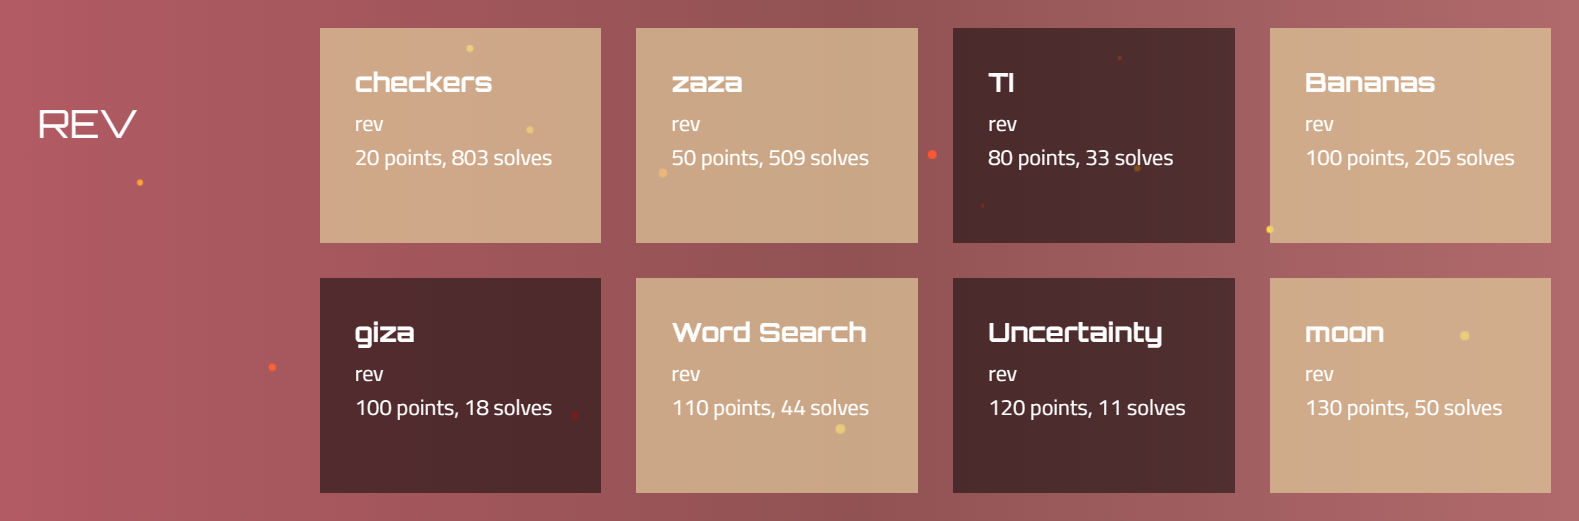 REV
checkers
rev
20 points, 803 solves
zaza
rev
50 points, 509 solves
TI
rev
80 points, 33 solves
Bananas
rev
100 points, 205 solves
giza
rev
100 points, 18 solves
Word Search
rev
110 points, 44 solves
Uncertainty
rev
120 points, 11 solves
moon
rev
130 points, 50 solves